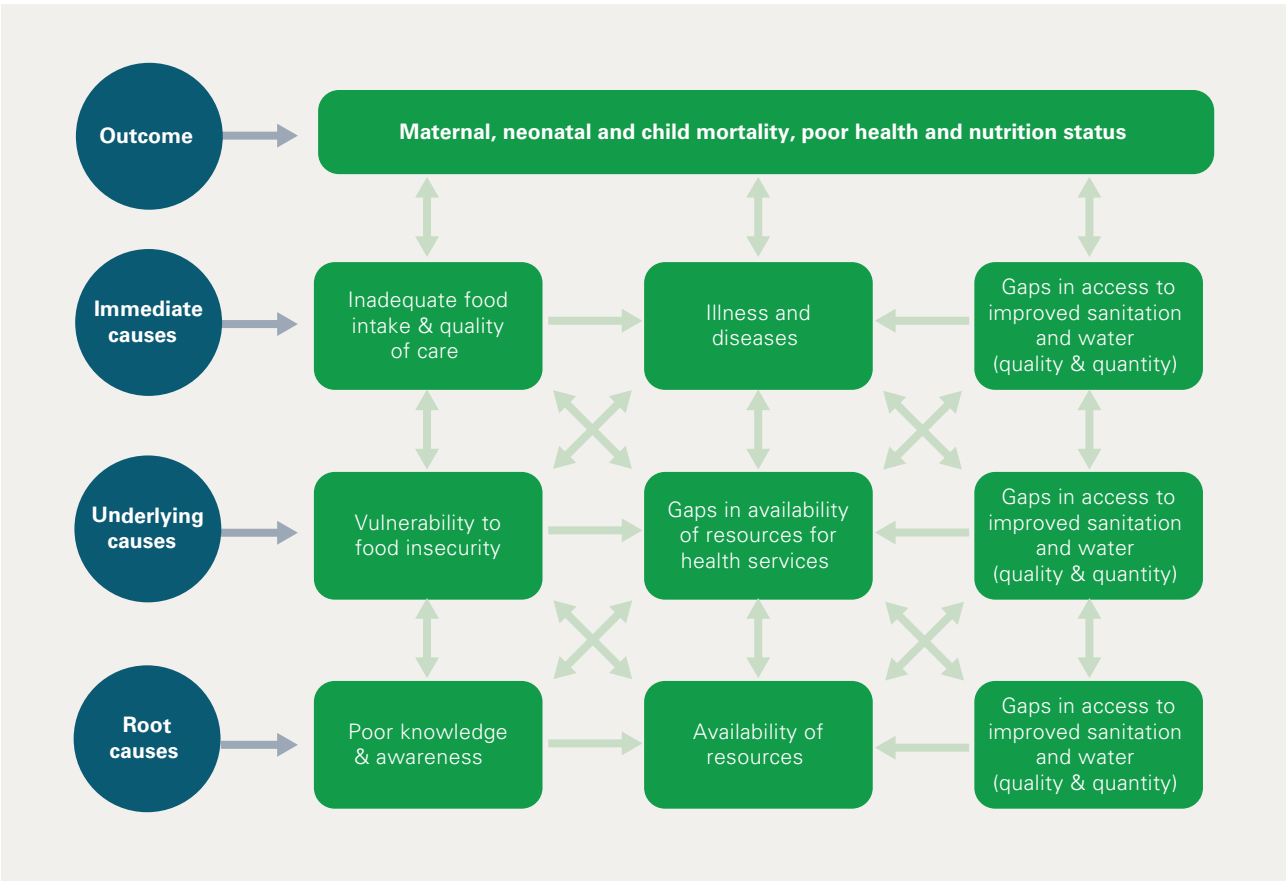 Outcome
Maternal, neonatal and child mortality, poor health and nutrition status
Immediate
causes
Inadequate food
intake & quality
of care
Illness and
diseases
Gaps in access to
improved sanitation
and water
(quality & quantity)
Underlying
causes
Vulnerability to
food insecurity
Gaps in availability
of resources for
health services
Gaps in access to
improved sanitation
and water
(quality & quantity)
Root
causes
Poor knowledge
& awareness
Availability of
resources
Gaps in access to
improved sanitation
and water
(quality & quantity)